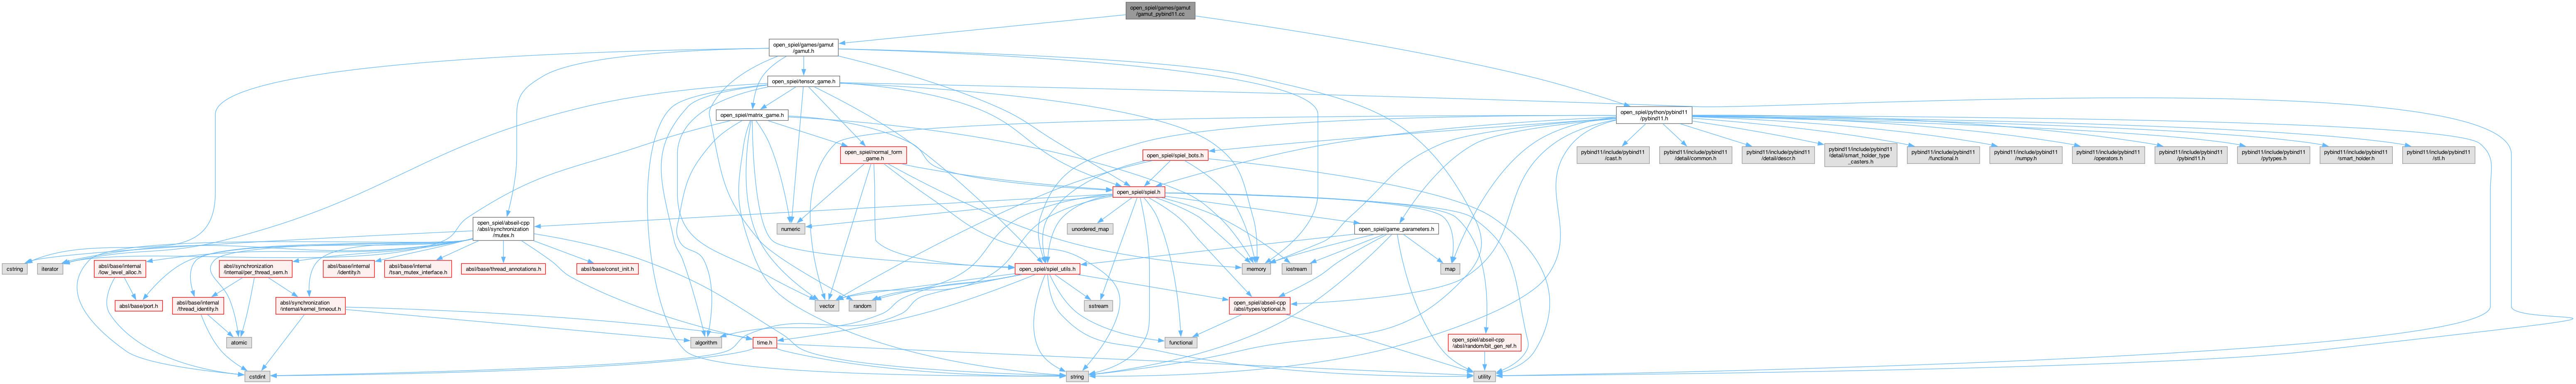 open_spiel/games/gamut
/gamut_pybind11.cc
open_spiel/games/gamut
/gamut.h
open_spiel/tensor_game.h
open_spiel/matrix_game.h
open_spiel/python/pybind11
/pybind11.h
open_spiel/normal_form
_game.h
open_spiel/spiel_bots.h
pybind11/include/pybind11
/cast.h
pybind11/include/pybind11
/detail/common.h
pybind11/include/pybind11
/detail/descr.h
pybind11/include/pybind11
/detail/smart_holder_type
_casters.h
pybind11/include/pybind11
/functional.h
pybind11/include/pybind11
/numpy.h
pybind11/include/pybind11
/operators.h
pybind11/include/pybind11
/pybind11.h
pybind11/include/pybind11
/pytypes.h
pybind11/include/pybind11
/smart_holder.h
pybind11/include/pybind11
/stl.h
open_spiel/spiel.h
open_spiel/abseil-cpp
/absl/synchronization
/mutex.h
numeric
unordered_map
open_spiel/game_parameters.h
cstring
iterator
absl/base/internal
/low_level_alloc.h
absl/synchronization
/internal/per_thread_sem.h
absl/base/internal
/identity.h
absl/base/internal
/tsan_mutex_interface.h
absl/base/thread_annotations.h
absl/base/const_init.h
open_spiel/spiel_utils.h
memory
iostream
map
absl/base/port.h
absl/base/internal
/thread_identity.h
absl/synchronization
/internal/kernel_timeout.h
vector
random
sstream
open_spiel/abseil-cpp
/absl/types/optional.h
atomic
algorithm
time.h
functional
open_spiel/abseil-cpp
/absl/random/bit_gen_ref.h
cstdint
string
utility